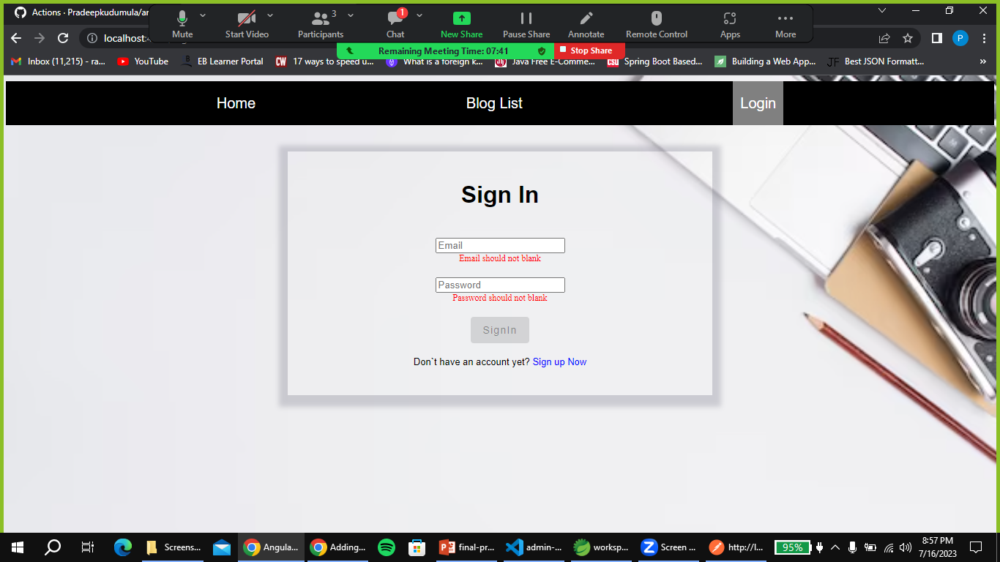 Actions · Pradeepkudumula/an
Mute
Start Video
3
Participants
1
Chat
New Share
Pause Share
Annotate
Remote Control
Apps
More
localhost:4
P
Remaining Meeting Time: 07:41
Stop Share
Inbox (11,215) - ra...
YouTube
EB Learner Portal
CW 17 ways to speed u...
What is a foreign k...
Java Free E-Comme...
CSU Spring Boot Based...
Building a Web App...
JF Best JSON Formatt...
»
Home
Blog List
Login
Sign In
Email
Email should not blank
Password
Password should not blank
SignIn
Don`t have an account yet? Sign up Now
Screens...
Angula...
Adding...
final-pr...
admin-...
worksp...
Screen ...
http://l...
95%
8:57 PM
7/16/2023